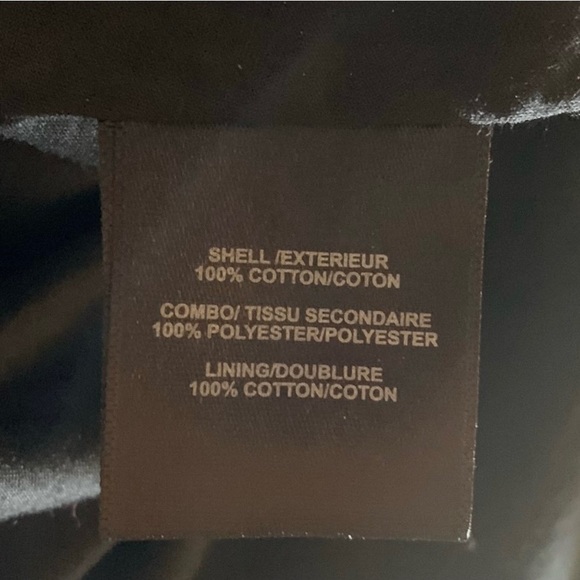 SHELL /EXTERIEUR
100% COTTON/COTON
COMBO/ TISSU SECONDAIRE
100% POLYESTER/POLYESTER
LINING/DOUBLURE
100% COTTON/COTON